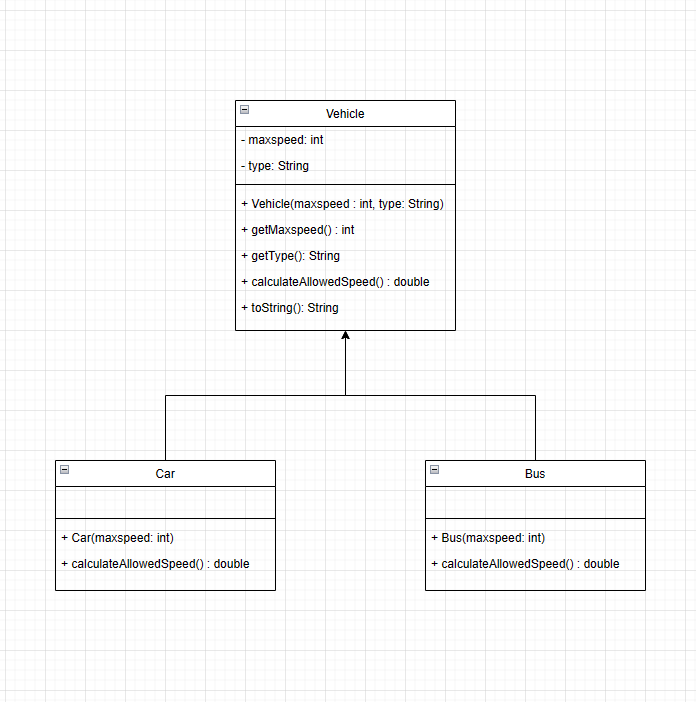 Vehicle
- maxspeed: int
- type: String
+ Vehicle(maxspeed : int, type: String)
+ getMaxspeed() : int
+ getType(): String
+ calculateAllowedSpeed() : double
+ toString(): String
Car
+ Car(maxspeed: int)
+ calculateAllowedSpeed() : double
Bus
+ Bus(maxspeed: int)
+ calculateAllowedSpeed() : double